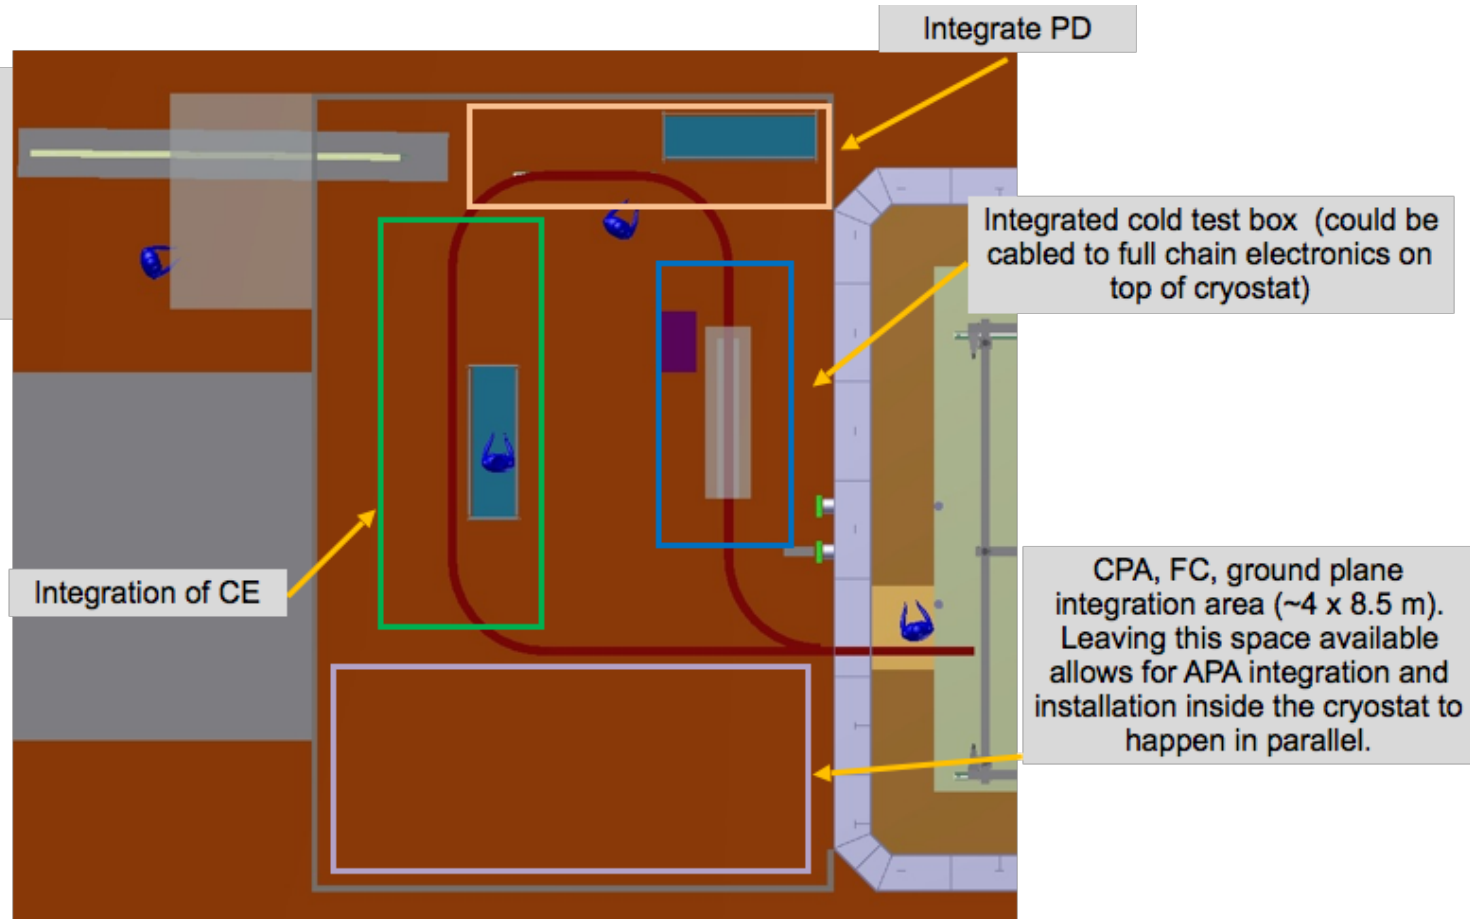 Integrate PD
Integrated cold test box (could be
cabled to full chain electronics on
top of cryostat)
Integration of CE
CPA, FC, ground plane
integration area (~4 x 8.5 m).
Leaving this space available
allows for APA integration and
installation inside the cryostat to
happen in parallel.